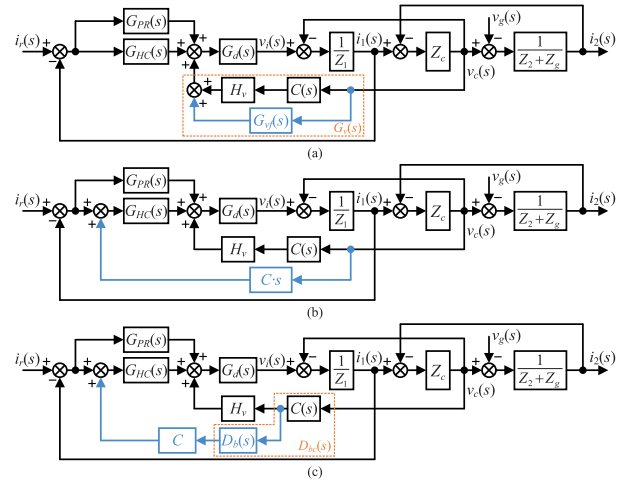 G_PR(s)
i_r(s) + G_HC(s) + + + G_d(s) v_i(s) + − 1/Z_1 i_1(s) + − Z_c − v_g(s) + 1/(Z_2+Z_g) i_2(s)
− + + + H_v C(s) v_c(s)
G_vf(s) G_v(s)
(a)
G_PR(s)
i_r(s) + + G_HC(s) + + G_d(s) v_i(s) + − 1/Z_1 i_1(s) + − Z_c − v_g(s) + 1/(Z_2+Z_g) i_2(s)
− + + H_v C(s) v_c(s)
C·s
(b)
G_PR(s)
i_r(s) + + G_HC(s) + + G_d(s) v_i(s) + − 1/Z_1 i_1(s) + − Z_c − v_g(s) + 1/(Z_2+Z_g) i_2(s)
− + + H_v C(s) v_c(s)
C D_b(s) D_bc(s)
(c)